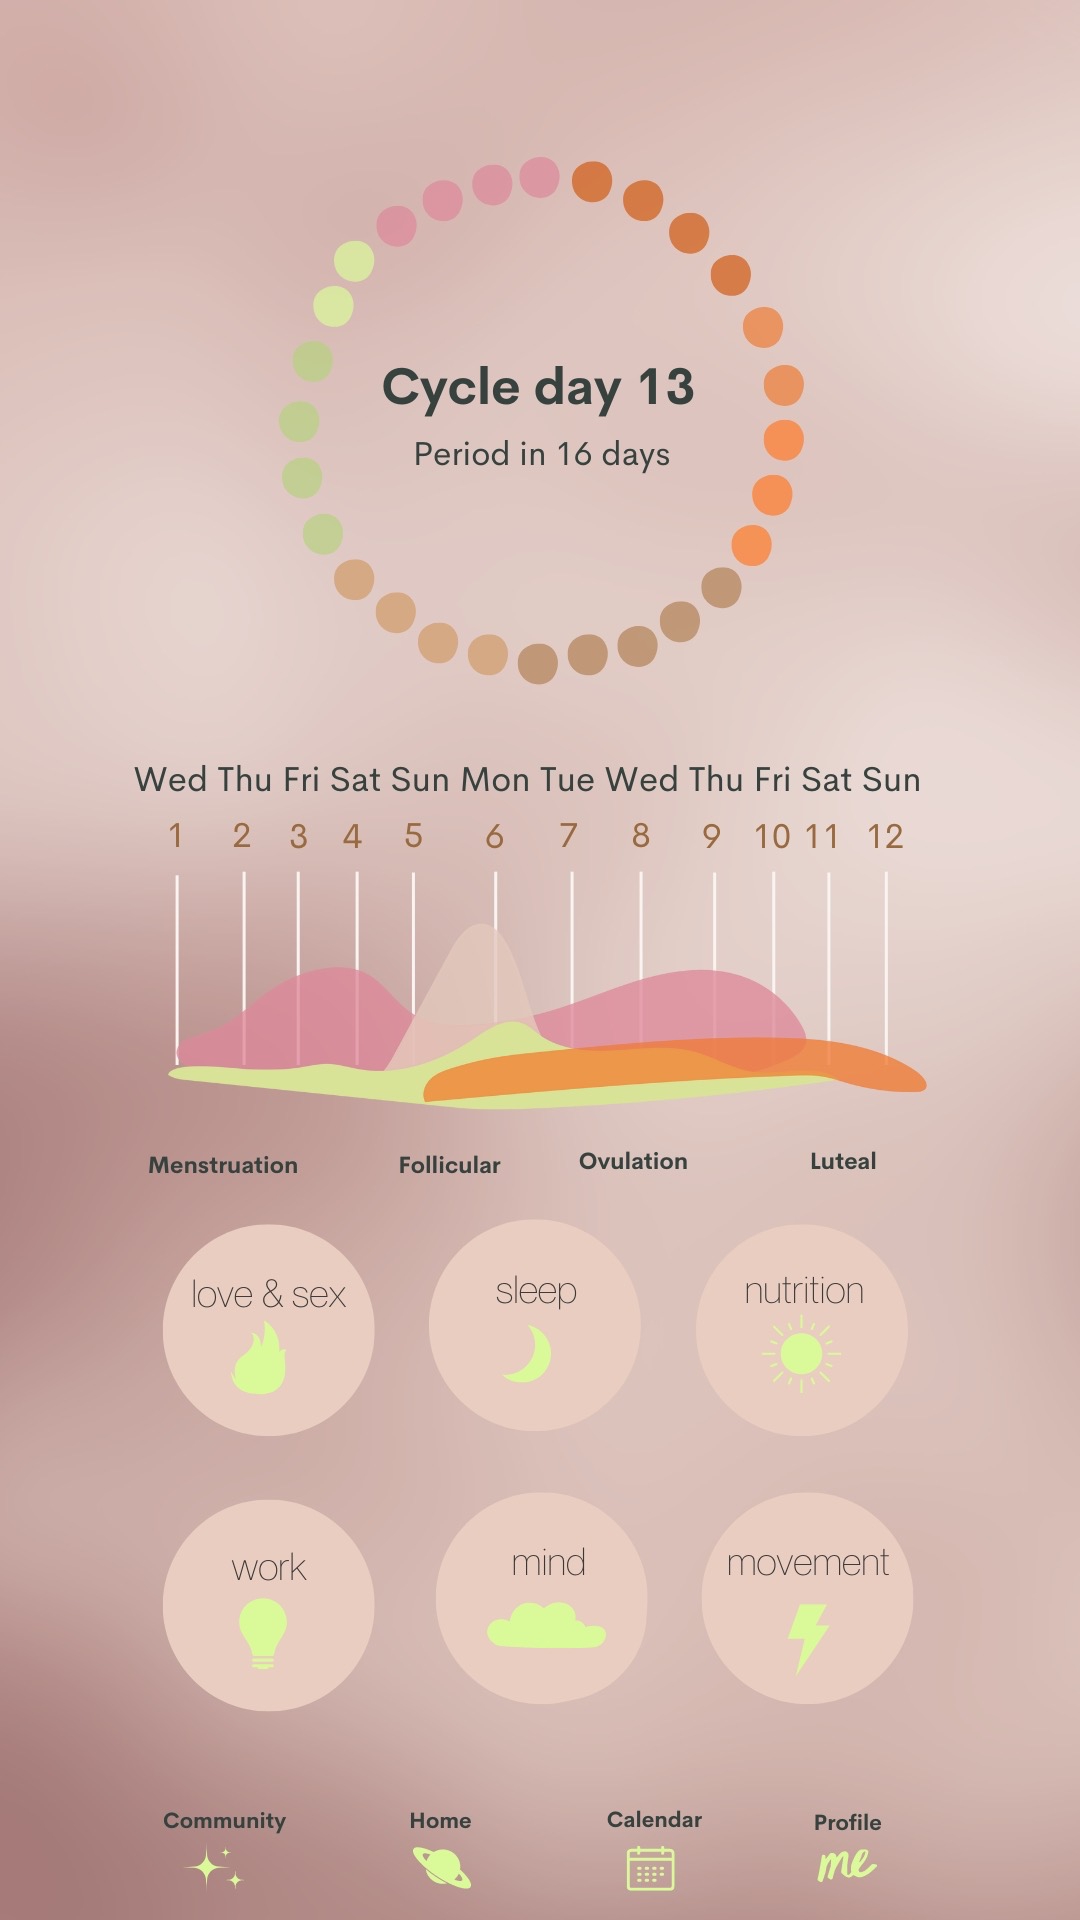 Cycle day 13
Period in 16 days
Wed Thu Fri Sat Sun Mon Tue Wed Thu Fri Sat Sun
1 2 3 4 5 6 7 8 9 10 11 12
Menstruation Follicular Ovulation Luteal
love & sex sleep nutrition
work mind movement
Community Home Calendar Profile
me